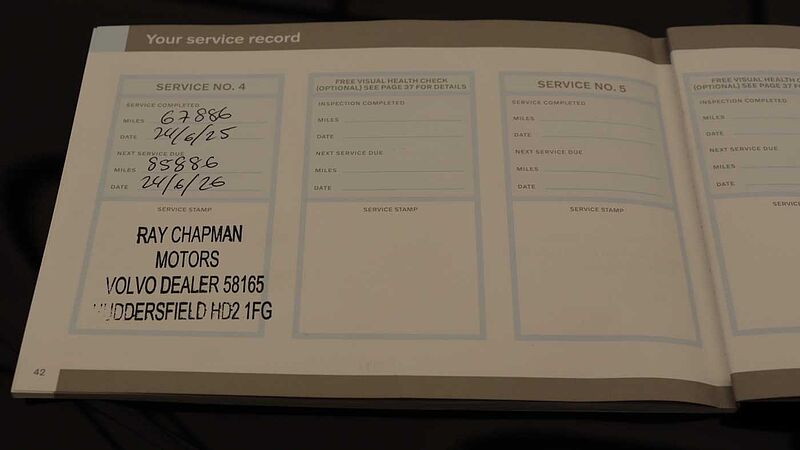 Your service record
SERVICE NO. 4
SERVICE COMPLETED
MILES 67886
DATE 24/6/25
NEXT SERVICE DUE
MILES 85886
DATE 24/6/26
SERVICE STAMP
RAY CHAPMAN
MOTORS
VOLVO DEALER 58165
HUDDERSFIELD HD2 1FG
FREE VISUAL HEALTH CHECK
(OPTIONAL) SEE PAGE 37 FOR DETAILS
INSPECTION COMPLETED
MILES
DATE
NEXT SERVICE DUE
MILES
DATE
SERVICE STAMP
SERVICE NO. 5
SERVICE COMPLETED
MILES
DATE
NEXT SERVICE DUE
MILES
DATE
SERVICE STAMP
FREE VISUAL HEALTH C
(OPTIONAL) SEE PAGE 37 FOR
INSPECTION COMPLETED
MILES
DATE
NEXT SERVICE DUE
MILES
DATE
SERVICE
42